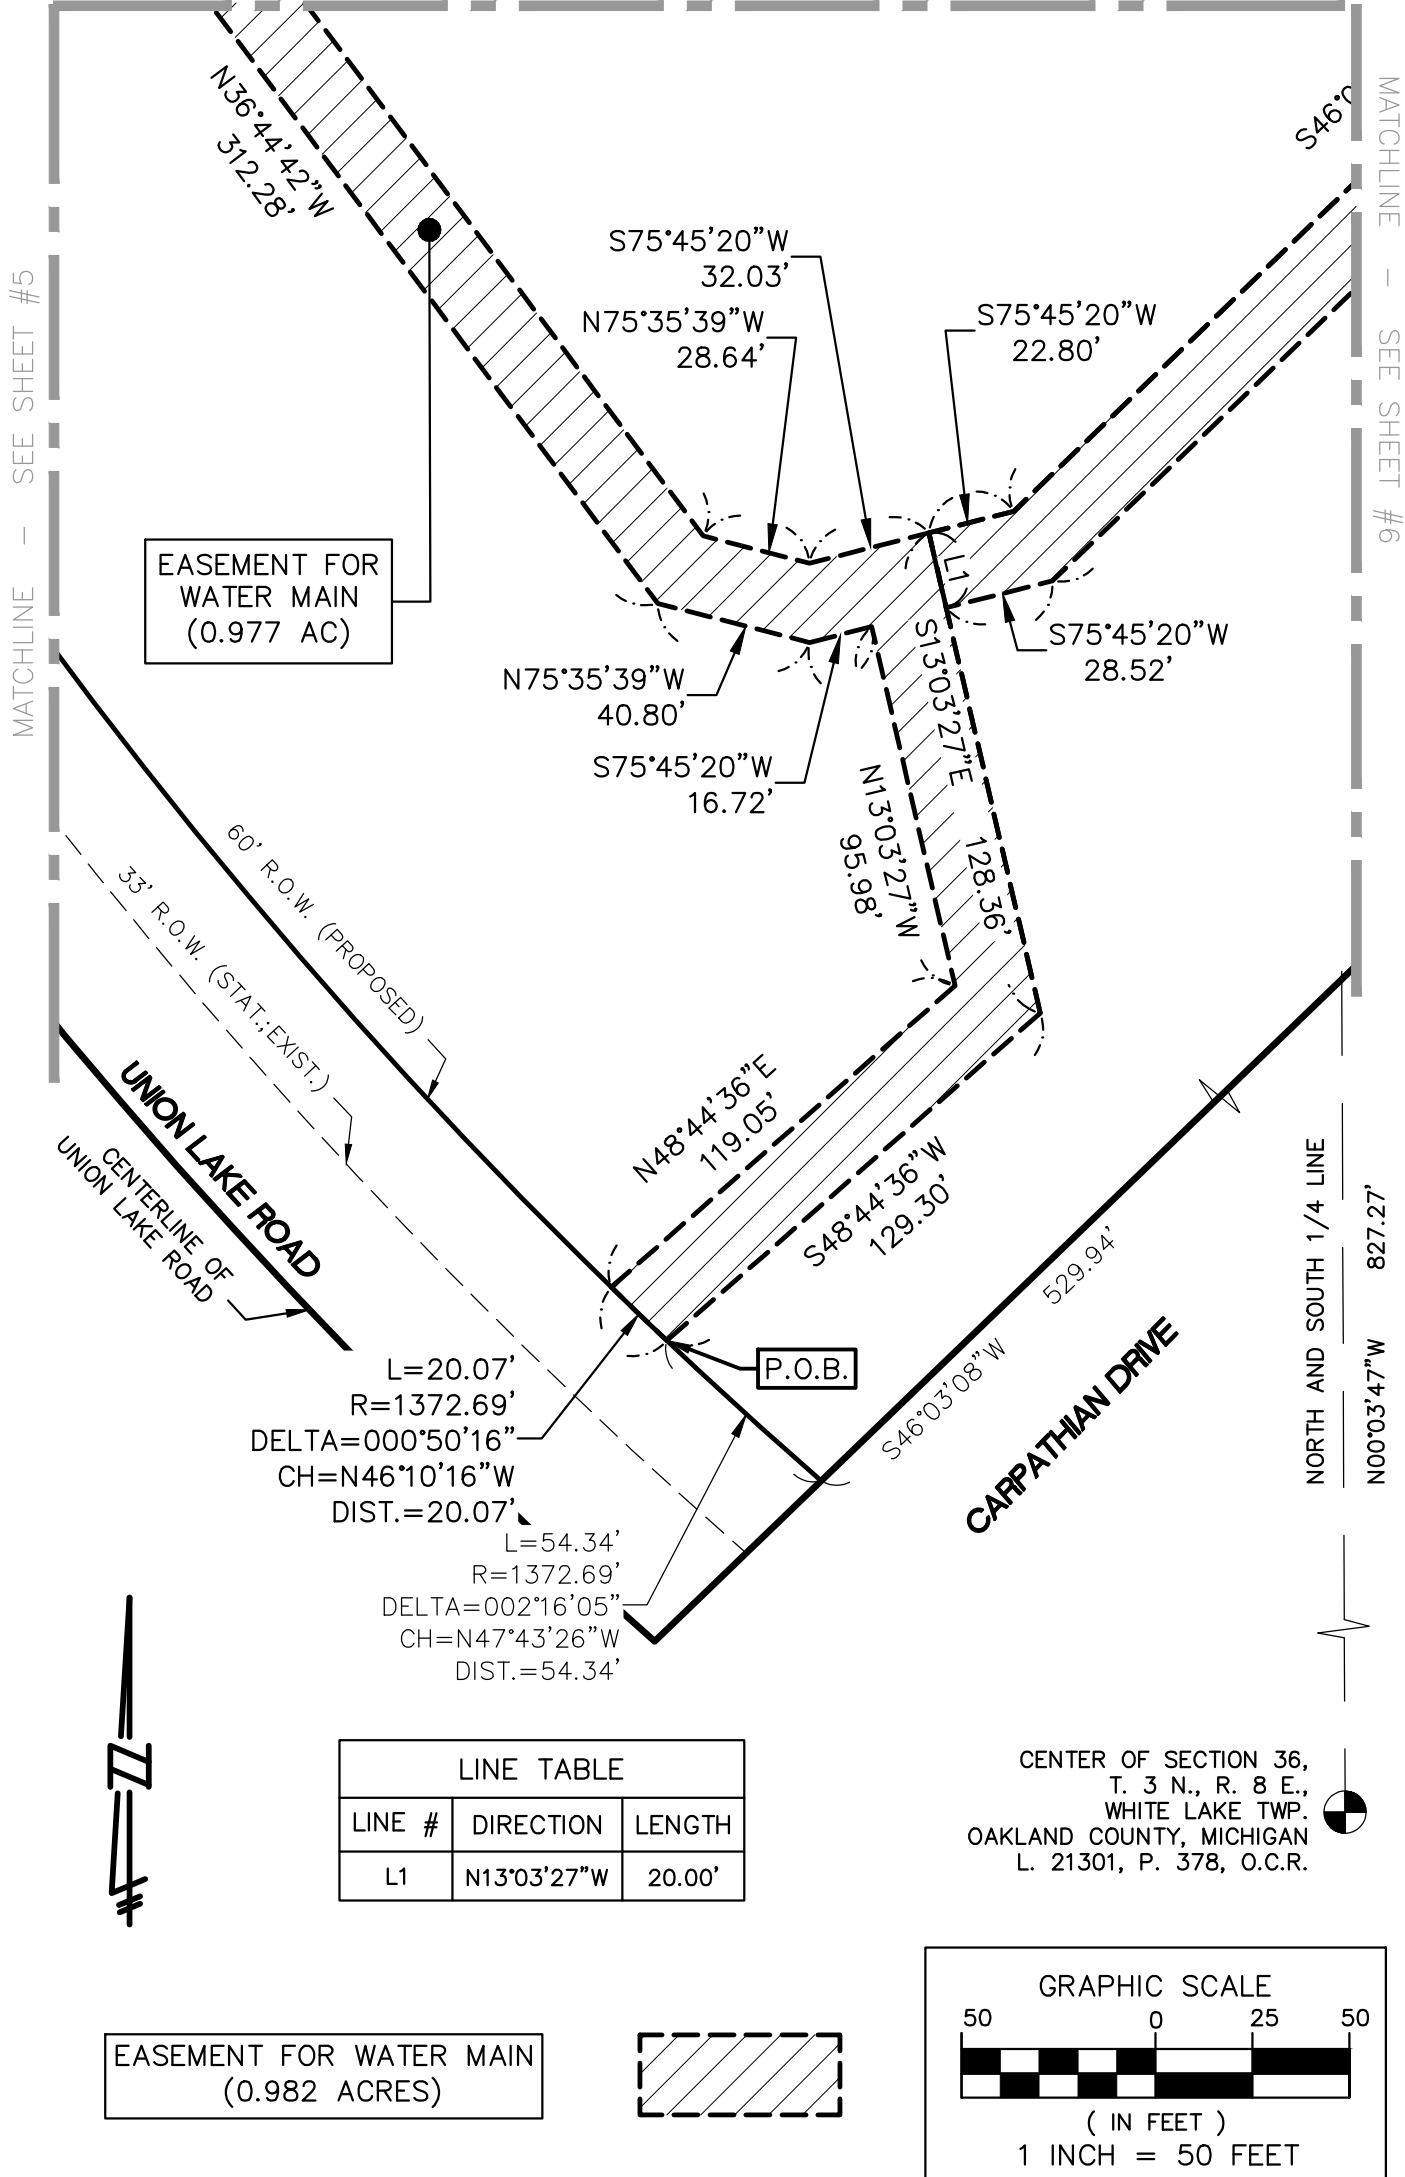 N36°44'42"W
312.28'
S46°0
MATCHLINE - SEE SHEET #5
MATCHLINE - SEE SHEET #6
S75°45'20"W
32.03'
N75°35'39"W
28.64'
S75°45'20"W
22.80'
EASEMENT FOR
WATER MAIN
(0.977 AC)
L1
S75°45'20"W
28.52'
N75°35'39"W
40.80'
S75°45'20"W
16.72'
S13°03'27"E 128.36'
N13°03'27"W
95.98'
60' R.O.W. (PROPOSED)
33' R.O.W. (STAT.;EXIST.)
UNION LAKE ROAD
CENTERLINE OF
UNION LAKE ROAD
N48°44'36"E
119.05'
S48°44'36"W
129.30'
P.O.B.
529.94'
S46°03'08"W
CARPATHIAN DRIVE
NORTH AND SOUTH 1/4 LINE
N00°03'47"W 827.27'
L=20.07'
R=1372.69'
DELTA=000°50'16"
CH=N46°10'16"W
DIST.=20.07'
L=54.34'
R=1372.69'
DELTA=002°16'05"
CH=N47°43'26"W
DIST.=54.34'
Z
LINE TABLE
LINE # DIRECTION LENGTH
L1 N13°03'27"W 20.00'
CENTER OF SECTION 36,
T. 3 N., R. 8 E.,
WHITE LAKE TWP.
OAKLAND COUNTY, MICHIGAN
L. 21301, P. 378, O.C.R.
EASEMENT FOR WATER MAIN
(0.982 ACRES)
GRAPHIC SCALE
50 0 25 50
( IN FEET )
1 INCH = 50 FEET